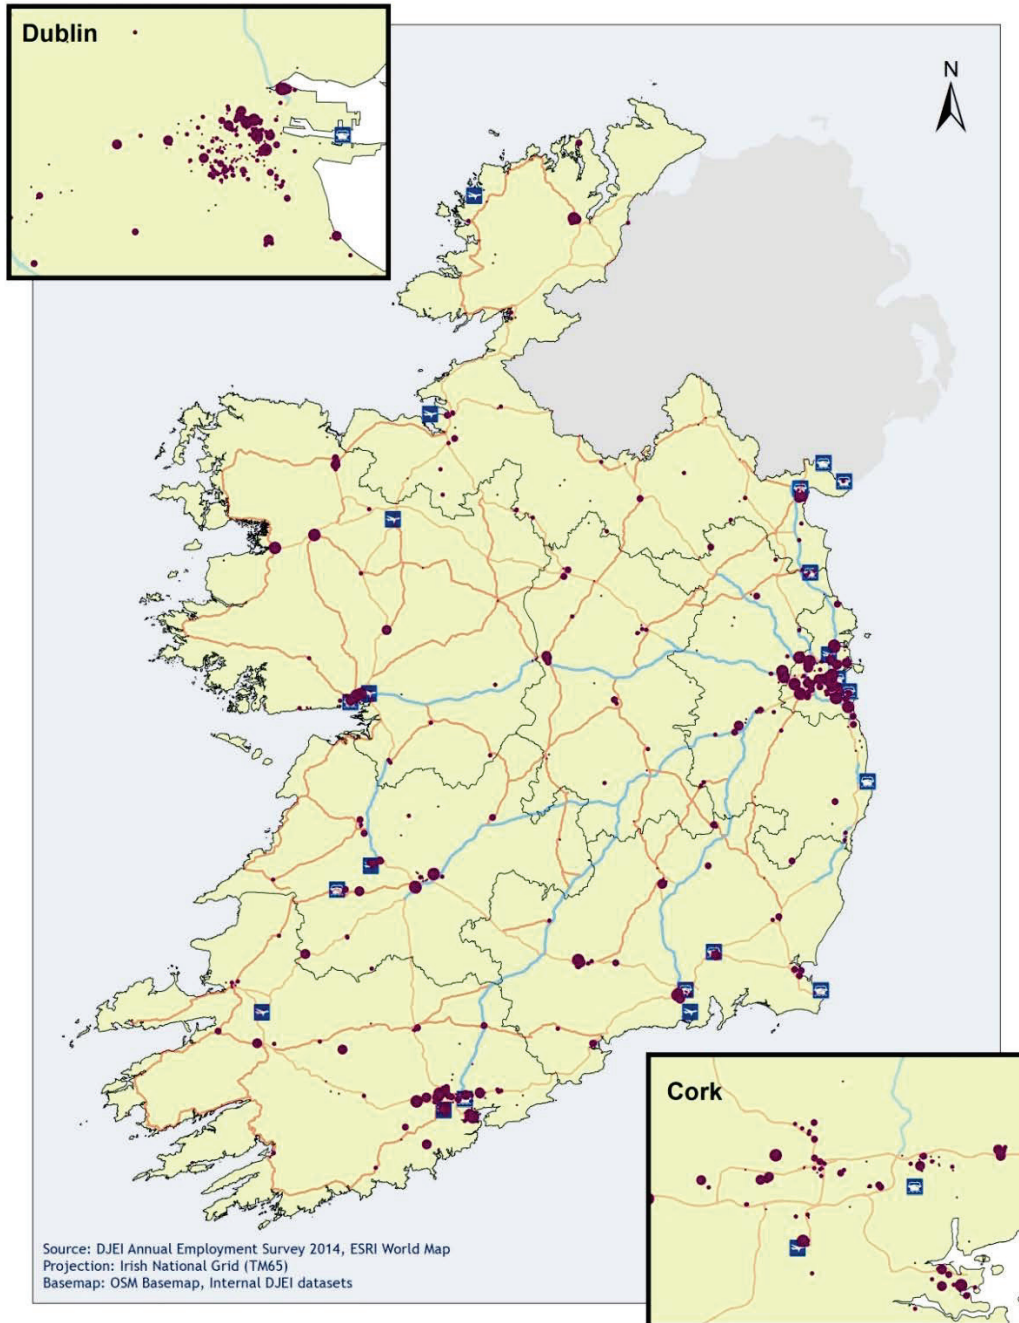 Dublin
N
Cork
Source: DJEI Annual Employment Survey 2014, ESRI World Map
Projection: Irish National Grid (TM65)
Basemap: OSM Basemap, Internal DJEI datasets